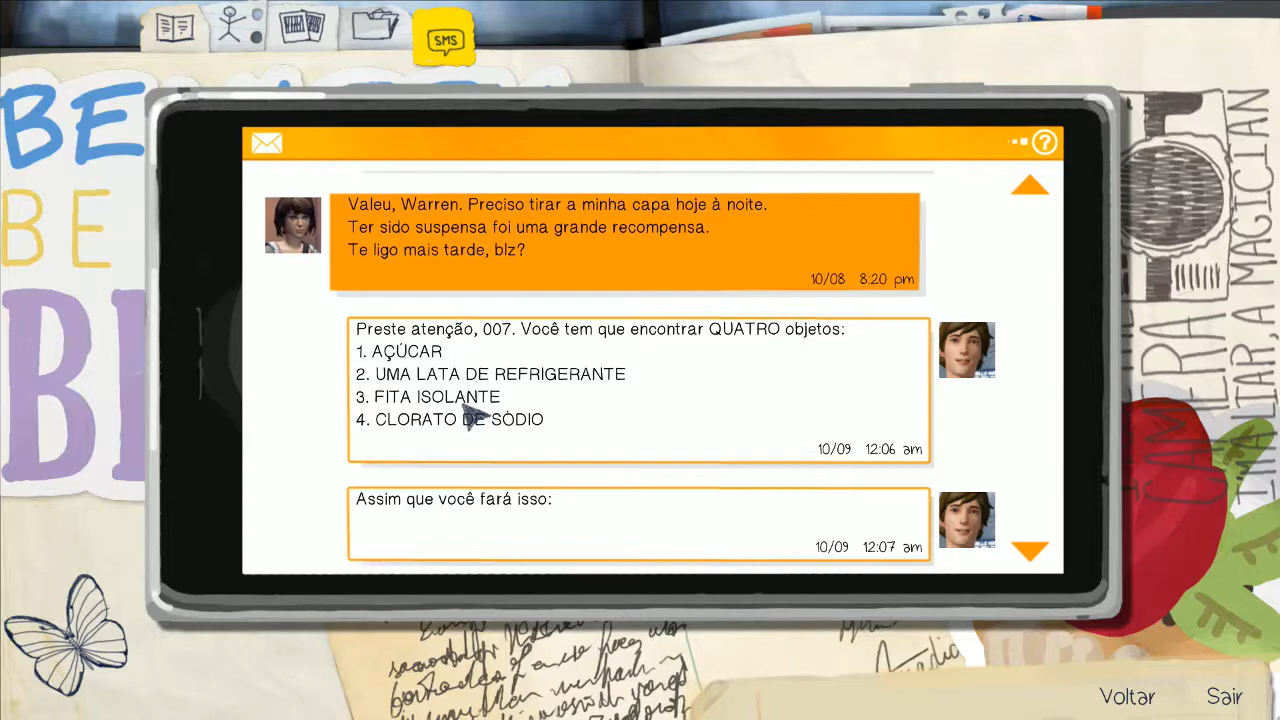 SMS
BE
BE
Valeu, Warren. Preciso tirar a minha capa hoje à noite.
Ter sido suspensa foi uma grande recompensa.
Te ligo mais tarde, blz?
10/08 8:20 pm
Preste atenção, 007. Você tem que encontrar QUATRO objetos:
1. AÇÚCAR
2. UMA LATA DE REFRIGERANTE
3. FITA ISOLANTE
4. CLORATO DE SÓDIO
10/09 12:06 am
Assim que você fará isso:
10/09 12:07 am
CAMERA
A MAGICIAN
Voltar
Sair